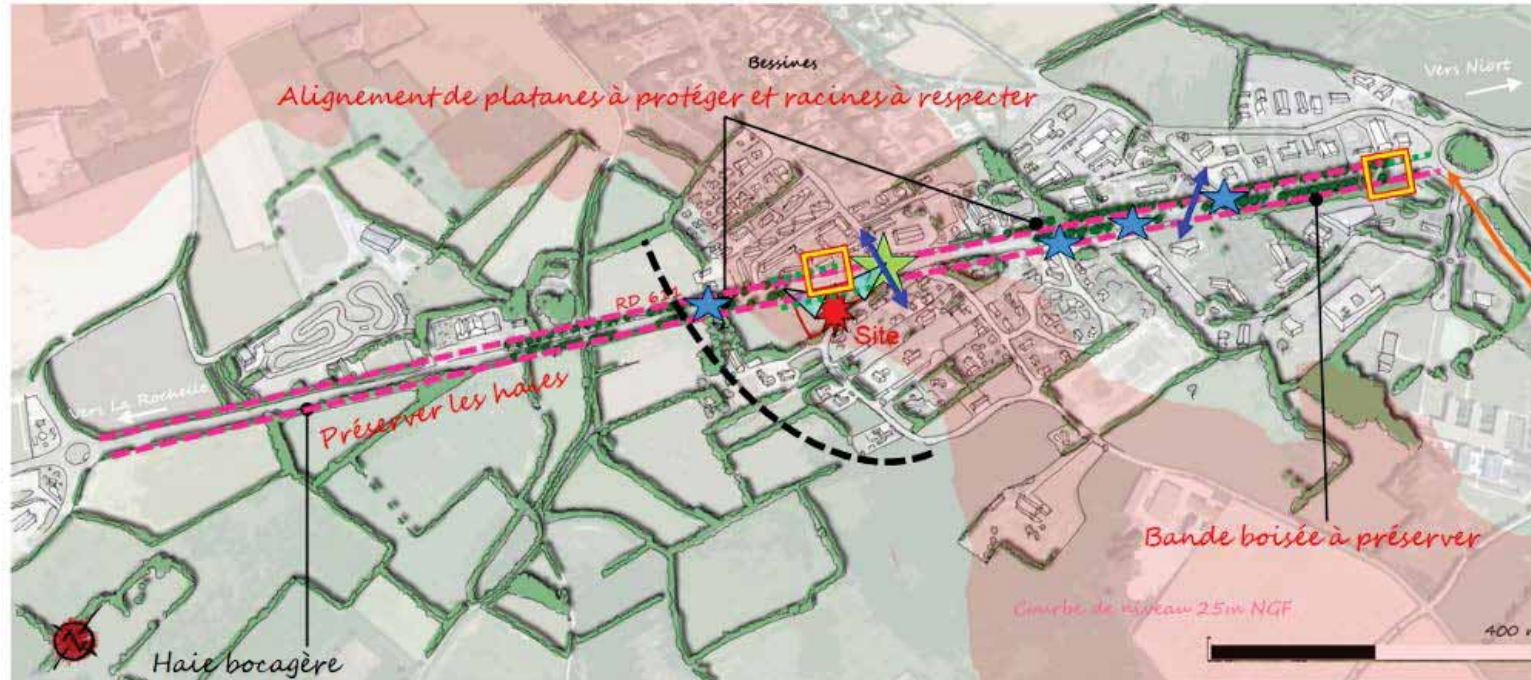 Bessines
Alignement de platanes à protéger et racines à respecter
Vers Niort
RD 611
Site
Vers La Rochelle
Préserver les haies
Bande boisée à préserver
Courbe de niveau 25m NGF
400 m
Haie bocagère